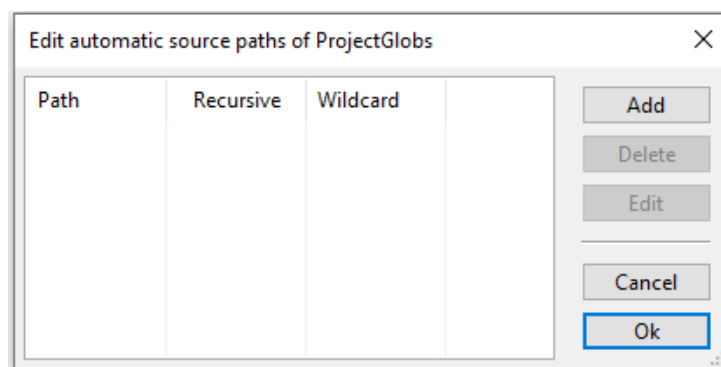 Edit automatic source paths of ProjectGlobs
Path Recursive Wildcard
Add
Delete
Edit
Cancel
Ok